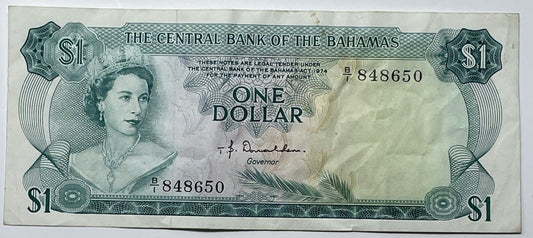 $1 THE CENTRAL BANK OF THE BAHAMAS $1
THESE NOTES ARE LEGAL TENDER UNDER
THE CENTRAL BANK OF THE BAHAMAS ACT 1974
FOR THE PAYMENT OF ANY AMOUNT
B/1 848650
ONE
DOLLAR
T. B. Donaldson
Governor
B/1 848650
$1 $1